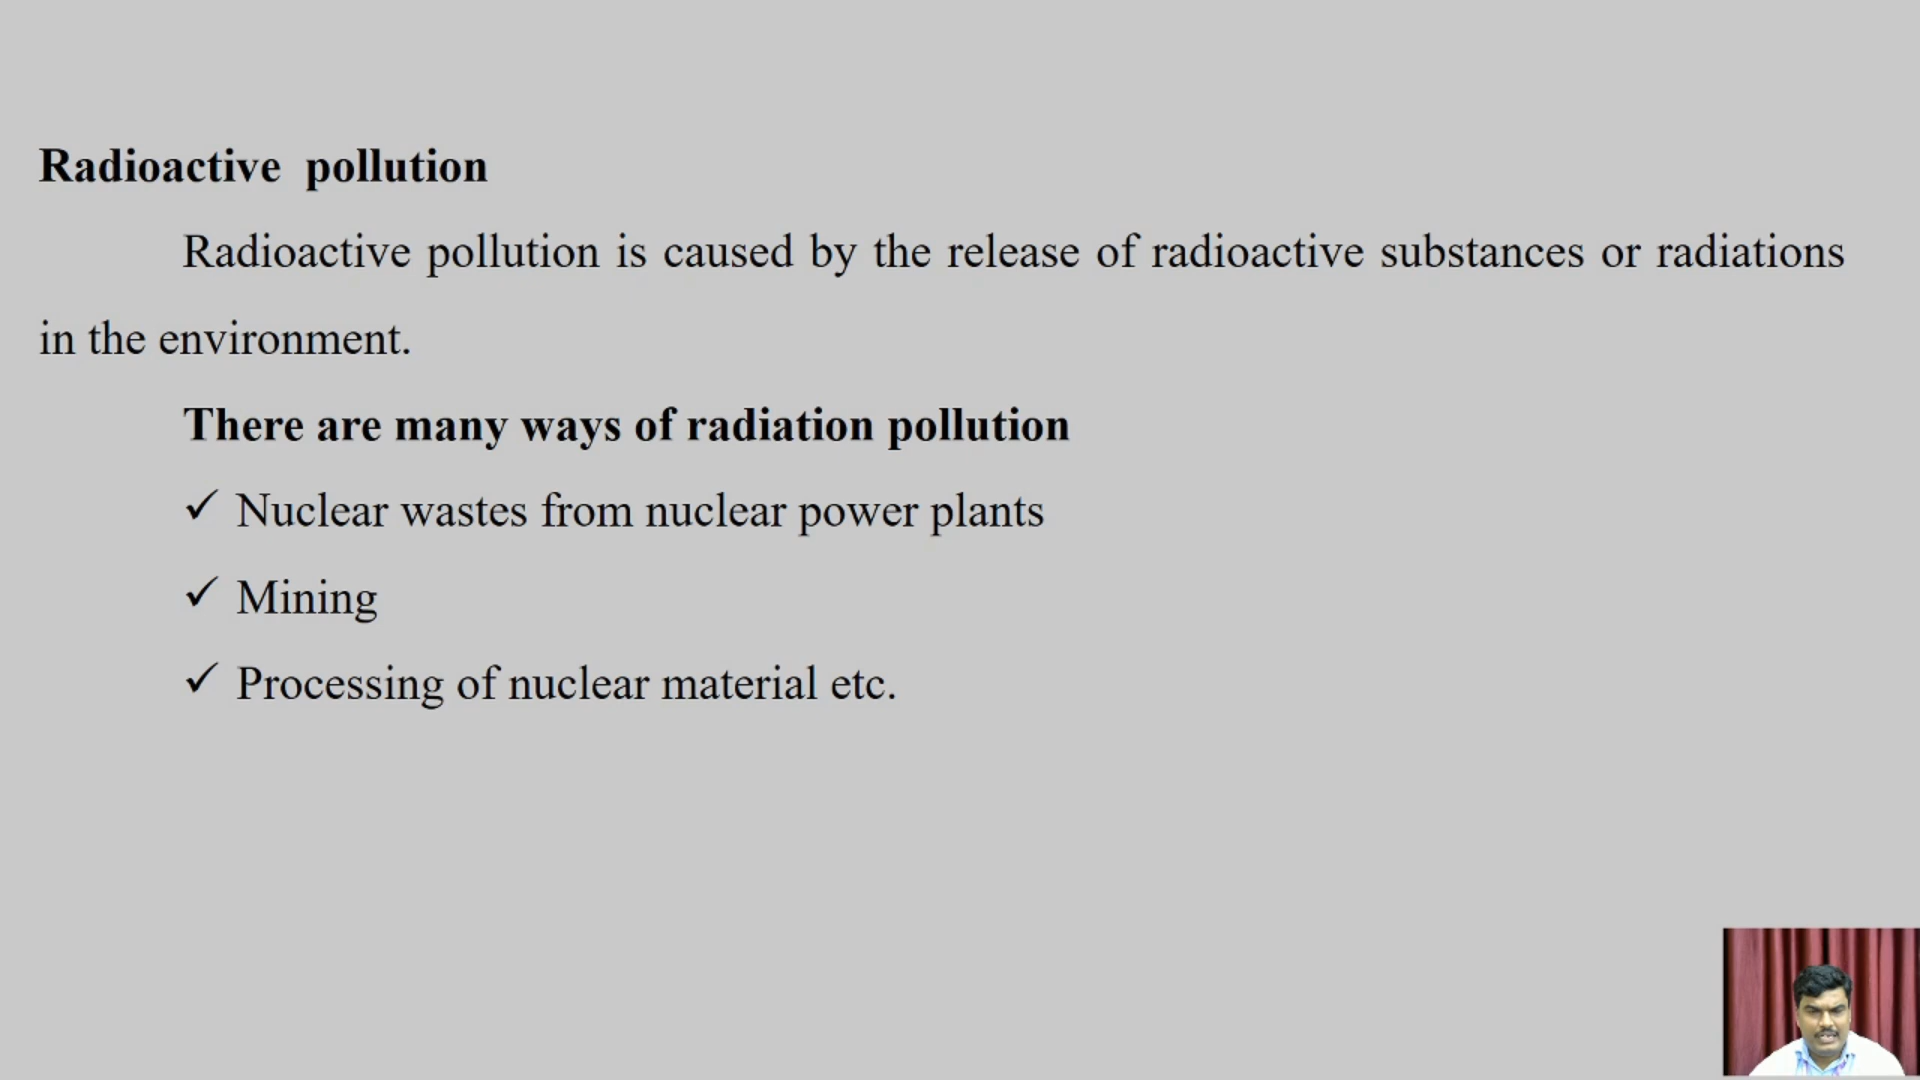 Radioactive pollution
Radioactive pollution is caused by the release of radioactive substances or radiations
in the environment.
There are many ways of radiation pollution
✓ Nuclear wastes from nuclear power plants
✓ Mining
✓ Processing of nuclear material etc.